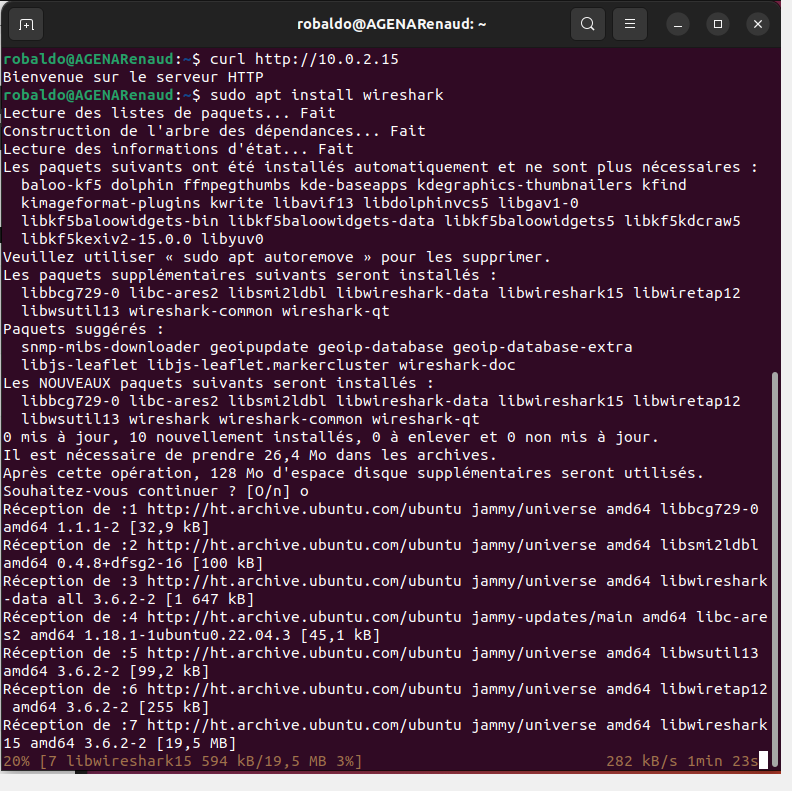 robaldo@AGENARenaud: ~
robaldo@AGENARenaud:~$ curl http://10.0.2.15
Bienvenue sur le serveur HTTP
robaldo@AGENARenaud:~$ sudo apt install wireshark
Lecture des listes de paquets... Fait
Construction de l'arbre des dépendances... Fait
Lecture des informations d'état... Fait
Les paquets suivants ont été installés automatiquement et ne sont plus nécessaires :
  baloo-kf5 dolphin ffmpegthumbs kde-baseapps kdegraphics-thumbnailers kfind
  kimageformat-plugins kwrite libavif13 libdolphinvcs5 libgav1-0
  libkf5baloowidgets-bin libkf5baloowidgets-data libkf5baloowidgets5 libkf5kdcraw5
  libkf5kexiv2-15.0.0 libyuv0
Veuillez utiliser « sudo apt autoremove » pour les supprimer.
Les paquets supplémentaires suivants seront installés :
  libbcg729-0 libc-ares2 libsmi2ldbl libwireshark-data libwireshark15 libwiretap12
  libwsutil13 wireshark-common wireshark-qt
Paquets suggérés :
  snmp-mibs-downloader geoipupdate geoip-database geoip-database-extra
  libjs-leaflet libjs-leaflet.markercluster wireshark-doc
Les NOUVEAUX paquets suivants seront installés :
  libbcg729-0 libc-ares2 libsmi2ldbl libwireshark-data libwireshark15 libwiretap12
  libwsutil13 wireshark wireshark-common wireshark-qt
0 mis à jour, 10 nouvellement installés, 0 à enlever et 0 non mis à jour.
Il est nécessaire de prendre 26,4 Mo dans les archives.
Après cette opération, 128 Mo d'espace disque supplémentaires seront utilisés.
Souhaitez-vous continuer ? [O/n] o
Réception de :1 http://ht.archive.ubuntu.com/ubuntu jammy/universe amd64 libbcg729-0
amd64 1.1.1-2 [32,9 kB]
Réception de :2 http://ht.archive.ubuntu.com/ubuntu jammy/universe amd64 libsmi2ldbl
amd64 0.4.8+dfsg2-16 [100 kB]
Réception de :3 http://ht.archive.ubuntu.com/ubuntu jammy/universe amd64 libwireshark
-data all 3.6.2-2 [1 647 kB]
Réception de :4 http://ht.archive.ubuntu.com/ubuntu jammy-updates/main amd64 libc-are
s2 amd64 1.18.1-1ubuntu0.22.04.3 [45,1 kB]
Réception de :5 http://ht.archive.ubuntu.com/ubuntu jammy/universe amd64 libwsutil13
amd64 3.6.2-2 [99,2 kB]
Réception de :6 http://ht.archive.ubuntu.com/ubuntu jammy/universe amd64 libwiretap12
 amd64 3.6.2-2 [255 kB]
Réception de :7 http://ht.archive.ubuntu.com/ubuntu jammy/universe amd64 libwireshark
15 amd64 3.6.2-2 [19,5 MB]
20% [7 libwireshark15 594 kB/19,5 MB 3%] 282 kB/s 1min 23s